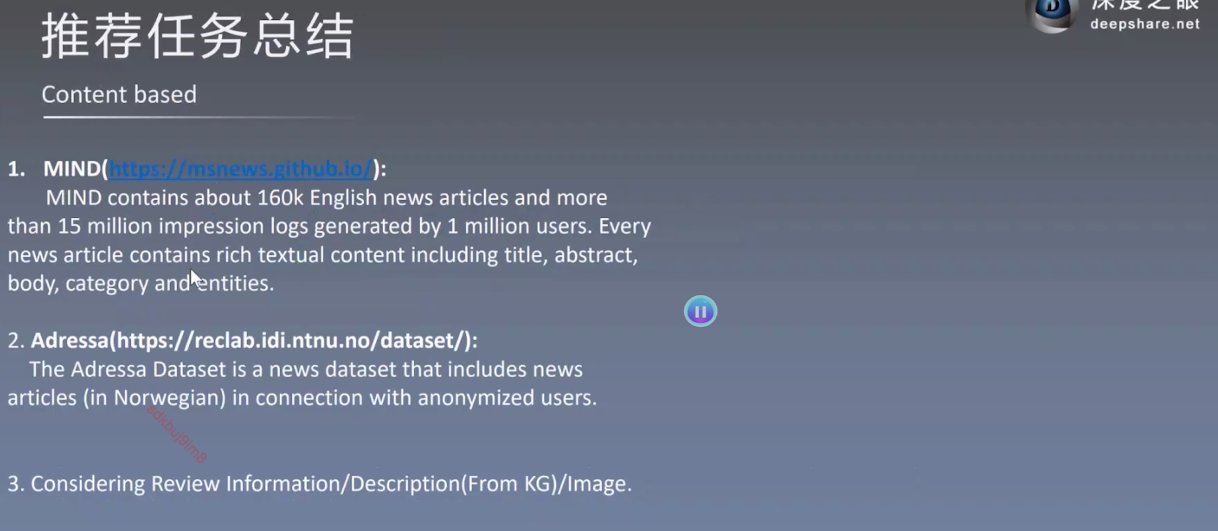 推荐任务总结
深度之眼
deepshare.net
Content based
1. MIND(https://msnews.github.io/):
MIND contains about 160k English news articles and more
than 15 million impression logs generated by 1 million users. Every
news article contains rich textual content including title, abstract,
body, category and entities.
2. Adressa(https://reclab.idi.ntnu.no/dataset/):
The Adressa Dataset is a news dataset that includes news
articles (in Norwegian) in connection with anonymized users.
3. Considering Review Information/Description(From KG)/Image.